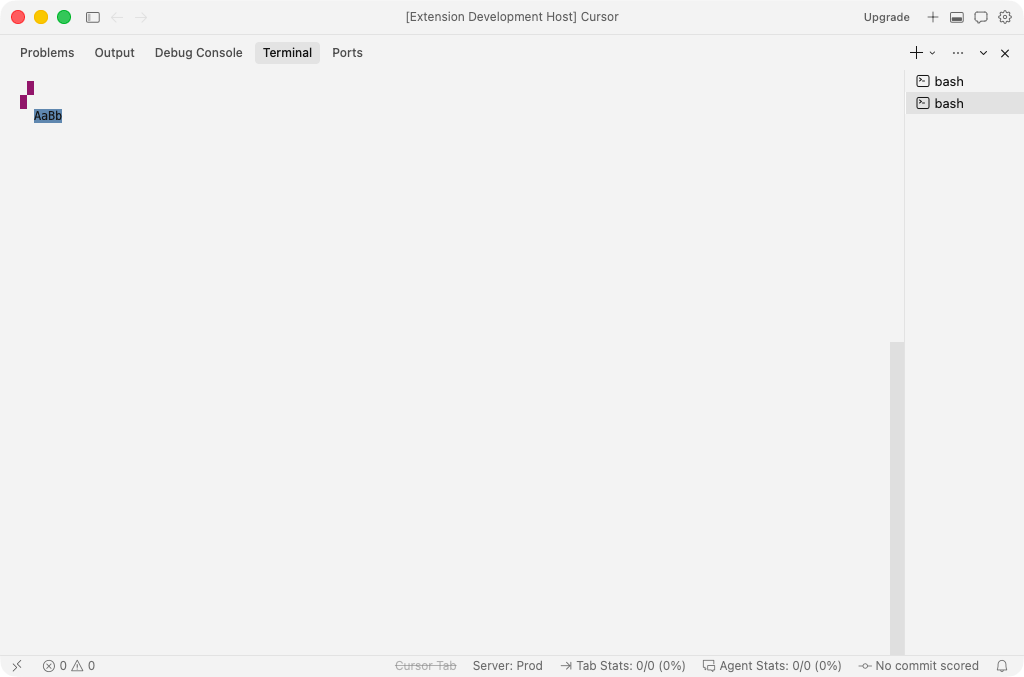 [Extension Development Host] Cursor
Upgrade
Problems Output Debug Console Terminal Ports
bash
bash
AaBb
0 0 Cursor Tab Server: Prod Tab Stats: 0/0 (0%) Agent Stats: 0/0 (0%) No commit scored